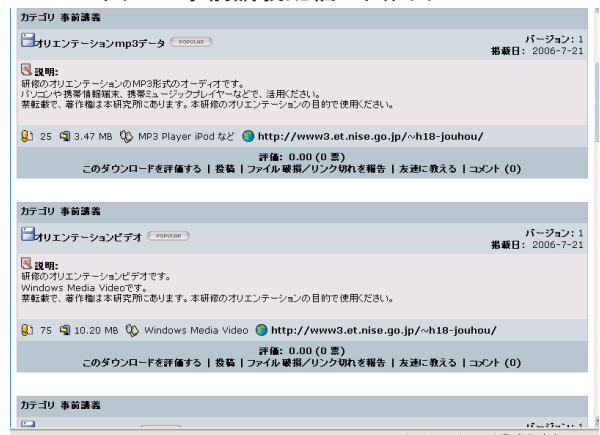 カテゴリ 事前講義
オリエンテーションmp3データ POPULAR
バージョン: 1
掲載日: 2006-7-21
説明:
研修のオリエンテーションのMP3形式のオーディオです。
パソコンや携帯情報端末、携帯ミュージックプレイヤーなどで、活用ください。
禁転載で、著作権は本研究所にあります。本研修のオリエンテーションの目的で使用ください。
25 3.47 MB MP3 Player iPod など http://www3.et.nise.go.jp/~h18-jouhou/
評価: 0.00 (0 票)
このダウンロードを評価する | 投稿 | ファイル破損/リンク切れを報告 | 友達に教える | コメント (0)
カテゴリ 事前講義
オリエンテーションビデオ POPULAR
バージョン: 1
掲載日: 2006-7-21
説明:
研修のオリエンテーションビデオです。
Windows Media Videoです。
禁転載で、著作権は本研究所にあります。本研修のオリエンテーションの目的で使用ください。
75 10.20 MB Windows Media Video http://www3.et.nise.go.jp/~h18-jouhou/
評価: 0.00 (0 票)
このダウンロードを評価する | 投稿 | ファイル破損/リンク切れを報告 | 友達に教える | コメント (0)
カテゴリ 事前講義